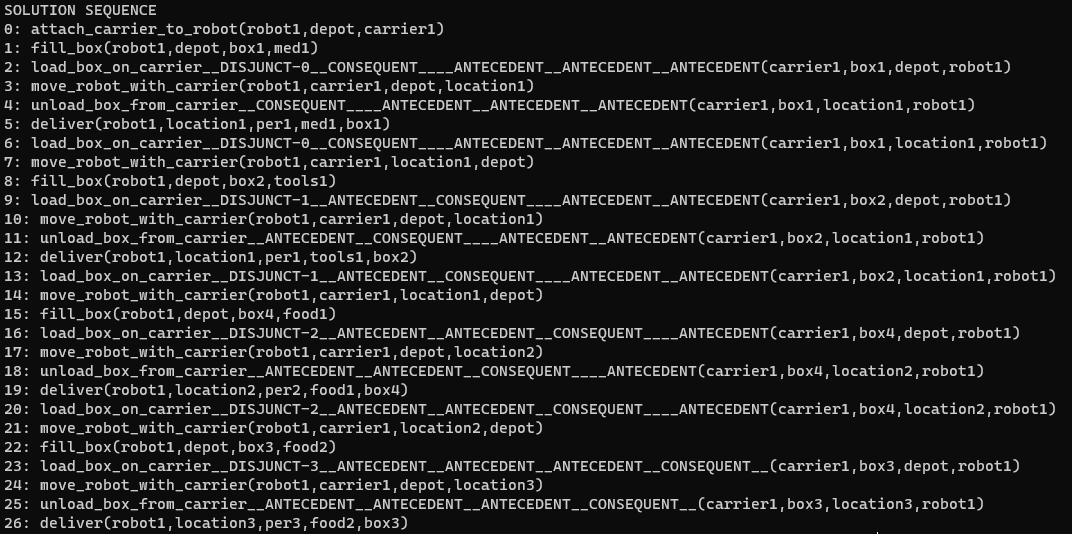 SOLUTION SEQUENCE
0: attach_carrier_to_robot(robot1,depot,carrier1)
1: fill_box(robot1,depot,box1,med1)
2: load_box_on_carrier__DISJUNCT-0__CONSEQUENT____ANTECEDENT__ANTECEDENT__ANTECEDENT(carrier1,box1,depot,robot1)
3: move_robot_with_carrier(robot1,carrier1,depot,location1)
4: unload_box_from_carrier__CONSEQUENT____ANTECEDENT__ANTECEDENT__ANTECEDENT(carrier1,box1,location1,robot1)
5: deliver(robot1,location1,per1,med1,box1)
6: load_box_on_carrier__DISJUNCT-0__CONSEQUENT____ANTECEDENT__ANTECEDENT__ANTECEDENT(carrier1,box1,location1,robot1)
7: move_robot_with_carrier(robot1,carrier1,location1,depot)
8: fill_box(robot1,depot,box2,tools1)
9: load_box_on_carrier__DISJUNCT-1__ANTECEDENT__CONSEQUENT____ANTECEDENT__ANTECEDENT(carrier1,box2,depot,robot1)
10: move_robot_with_carrier(robot1,carrier1,depot,location1)
11: unload_box_from_carrier__ANTECEDENT__CONSEQUENT____ANTECEDENT__ANTECEDENT(carrier1,box2,location1,robot1)
12: deliver(robot1,location1,per1,tools1,box2)
13: load_box_on_carrier__DISJUNCT-1__ANTECEDENT__CONSEQUENT____ANTECEDENT__ANTECEDENT(carrier1,box2,location1,robot1)
14: move_robot_with_carrier(robot1,carrier1,location1,depot)
15: fill_box(robot1,depot,box4,food1)
16: load_box_on_carrier__DISJUNCT-2__ANTECEDENT__ANTECEDENT__CONSEQUENT____ANTECEDENT(carrier1,box4,depot,robot1)
17: move_robot_with_carrier(robot1,carrier1,depot,location2)
18: unload_box_from_carrier__ANTECEDENT__ANTECEDENT__CONSEQUENT____ANTECEDENT(carrier1,box4,location2,robot1)
19: deliver(robot1,location2,per2,food1,box4)
20: load_box_on_carrier__DISJUNCT-2__ANTECEDENT__ANTECEDENT__CONSEQUENT____ANTECEDENT(carrier1,box4,location2,robot1)
21: move_robot_with_carrier(robot1,carrier1,location2,depot)
22: fill_box(robot1,depot,box3,food2)
23: load_box_on_carrier__DISJUNCT-3__ANTECEDENT__ANTECEDENT__ANTECEDENT__CONSEQUENT__(carrier1,box3,depot,robot1)
24: move_robot_with_carrier(robot1,carrier1,depot,location3)
25: unload_box_from_carrier__ANTECEDENT__ANTECEDENT__ANTECEDENT__CONSEQUENT__(carrier1,box3,location3,robot1)
26: deliver(robot1,location3,per3,food2,box3)